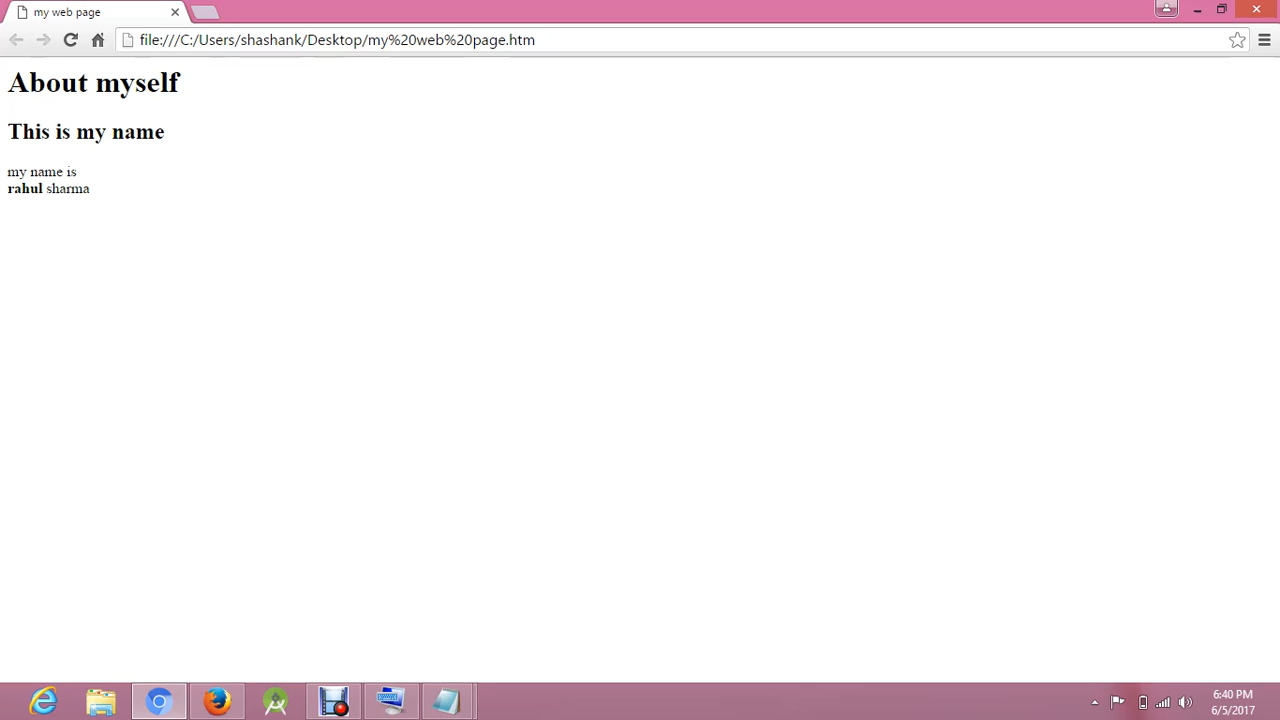 my web page
file:///C:/Users/shashank/Desktop/my%20web%20page.htm
About myself
This is my name
my name is
rahul sharma
6:40 PM
6/5/2017